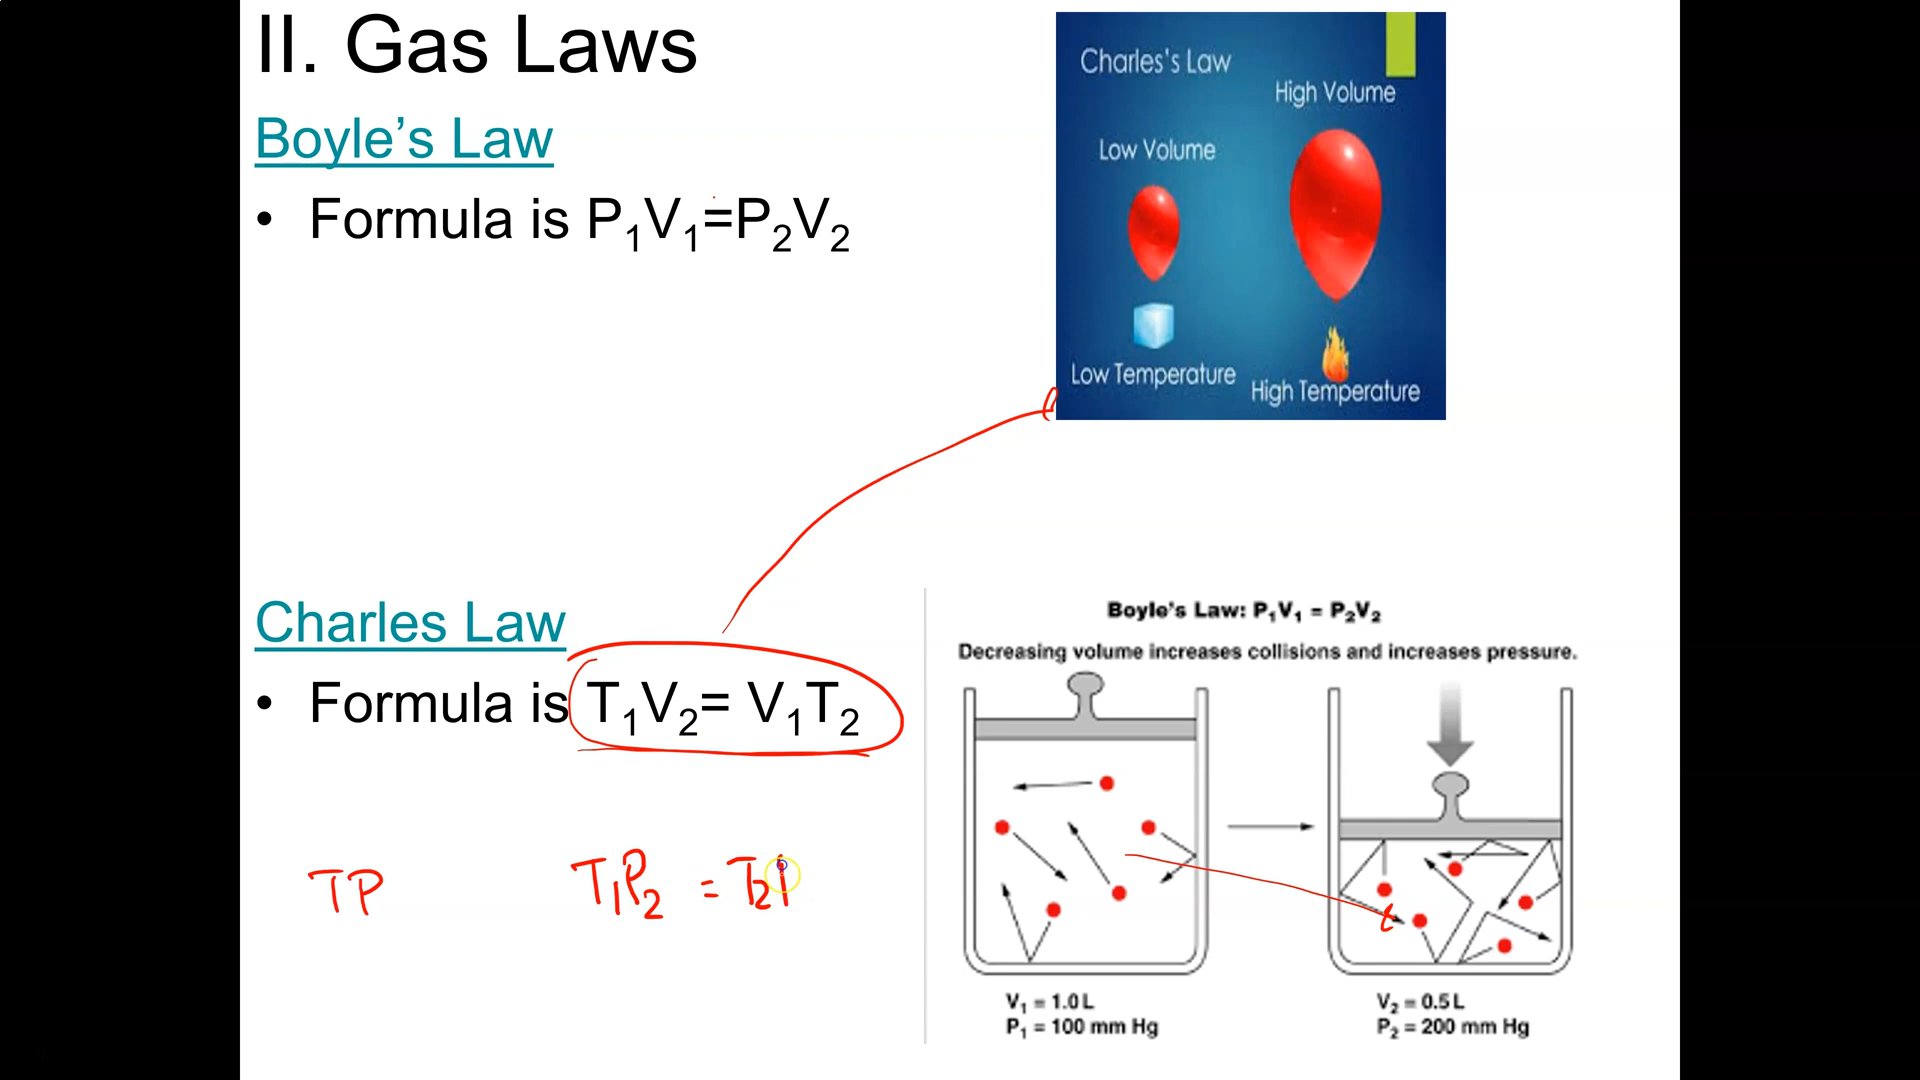 II. Gas Laws
Boyle’s Law
• Formula is P₁V₁=P₂V₂
Charles’s Law
High Volume
Low Volume
Low Temperature
High Temperature
Charles Law
• Formula is T₁V₂= V₁T₂
TP
T₁P₂ = T₂
Boyle's Law: P₁V₁ = P₂V₂
Decreasing volume increases collisions and increases pressure.
V₁ = 1.0 L
P₁ = 100 mm Hg
V₂ = 0.5 L
P₂ = 200 mm Hg